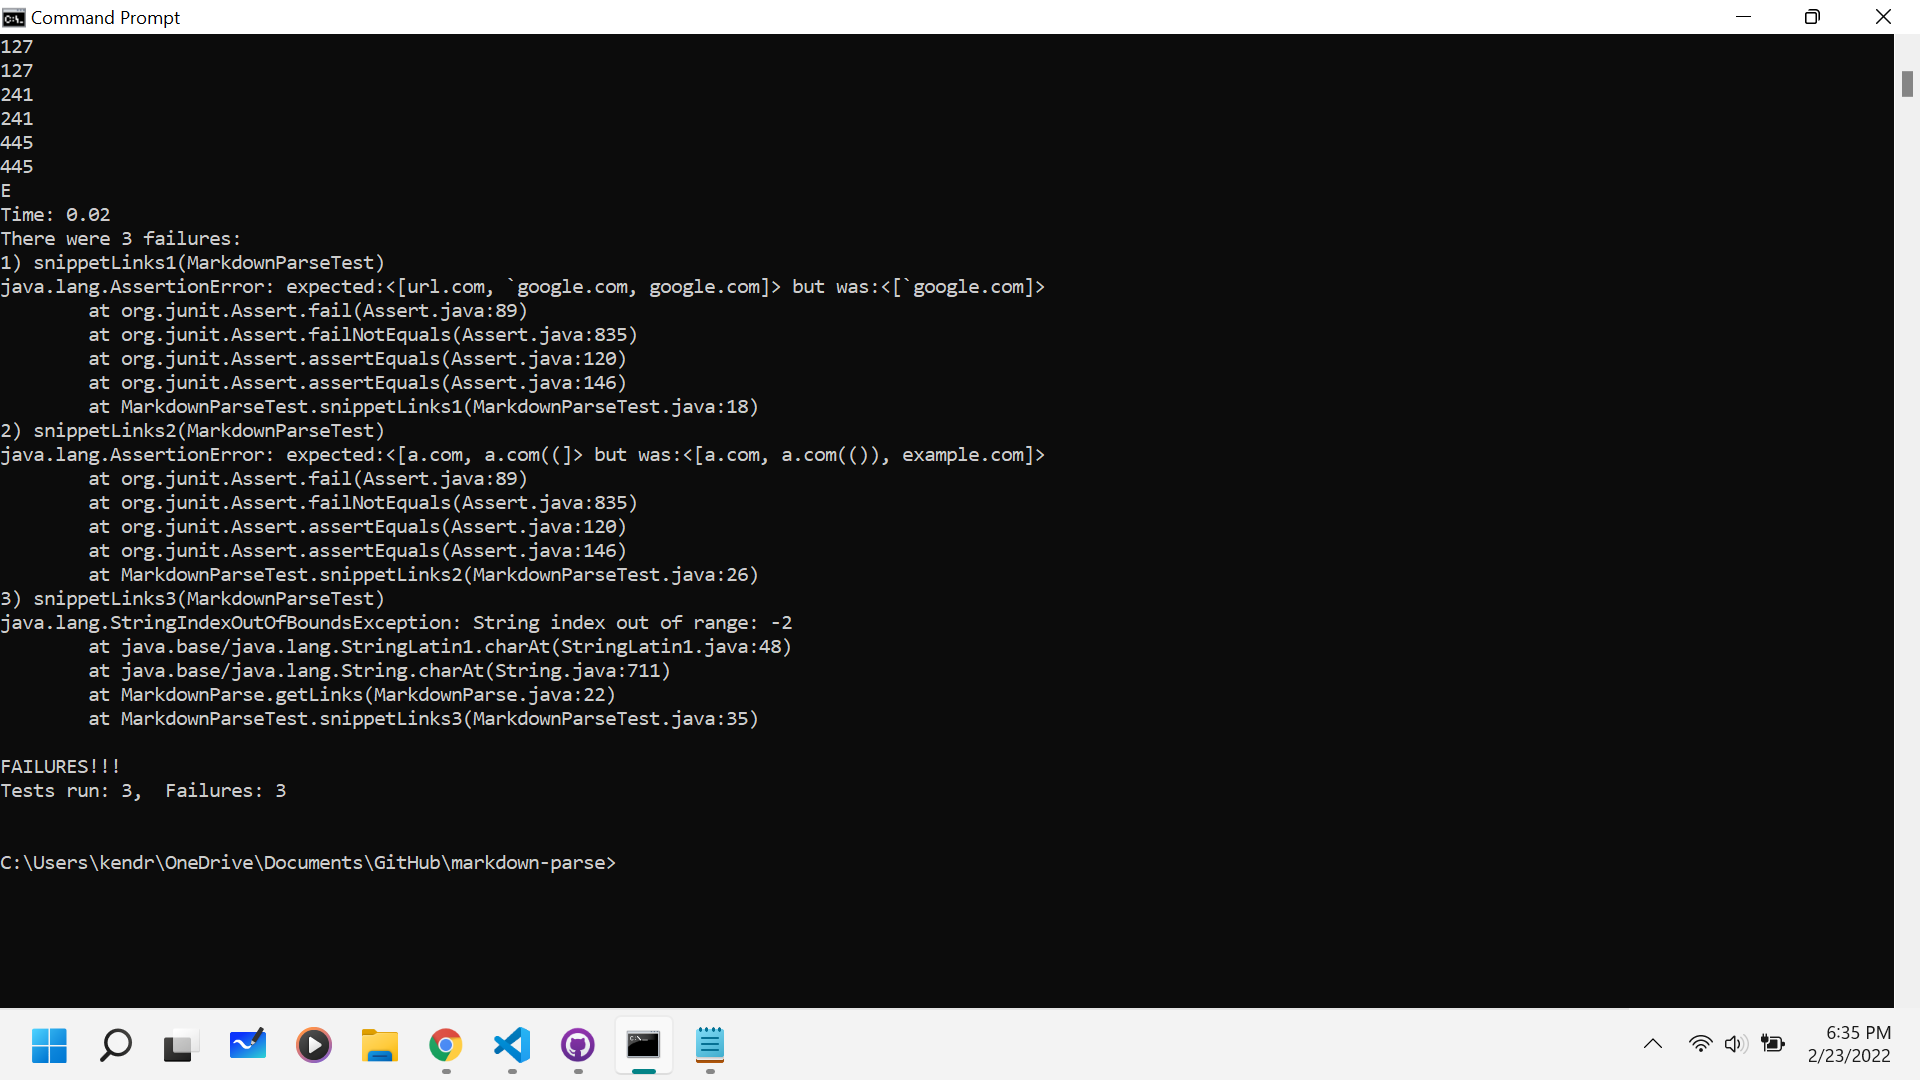 Command Prompt
127
127
241
241
445
445
E
Time: 0.02
There were 3 failures:
1) snippetLinks1(MarkdownParseTest)
java.lang.AssertionError: expected:<[url.com, `google.com, google.com]> but was:<[`google.com]>
        at org.junit.Assert.fail(Assert.java:89)
        at org.junit.Assert.failNotEquals(Assert.java:835)
        at org.junit.Assert.assertEquals(Assert.java:120)
        at org.junit.Assert.assertEquals(Assert.java:146)
        at MarkdownParseTest.snippetLinks1(MarkdownParseTest.java:18)
2) snippetLinks2(MarkdownParseTest)
java.lang.AssertionError: expected:<[a.com, a.com((]> but was:<[a.com, a.com(()), example.com]>
        at org.junit.Assert.fail(Assert.java:89)
        at org.junit.Assert.failNotEquals(Assert.java:835)
        at org.junit.Assert.assertEquals(Assert.java:120)
        at org.junit.Assert.assertEquals(Assert.java:146)
        at MarkdownParseTest.snippetLinks2(MarkdownParseTest.java:26)
3) snippetLinks3(MarkdownParseTest)
java.lang.StringIndexOutOfBoundsException: String index out of range: -2
        at java.base/java.lang.StringLatin1.charAt(StringLatin1.java:48)
        at java.base/java.lang.String.charAt(String.java:711)
        at MarkdownParse.getLinks(MarkdownParse.java:22)
        at MarkdownParseTest.snippetLinks3(MarkdownParseTest.java:35)
FAILURES!!!
Tests run: 3,  Failures: 3
C:\Users\kendr\OneDrive\Documents\GitHub\markdown-parse>
6:35 PM
2/23/2022